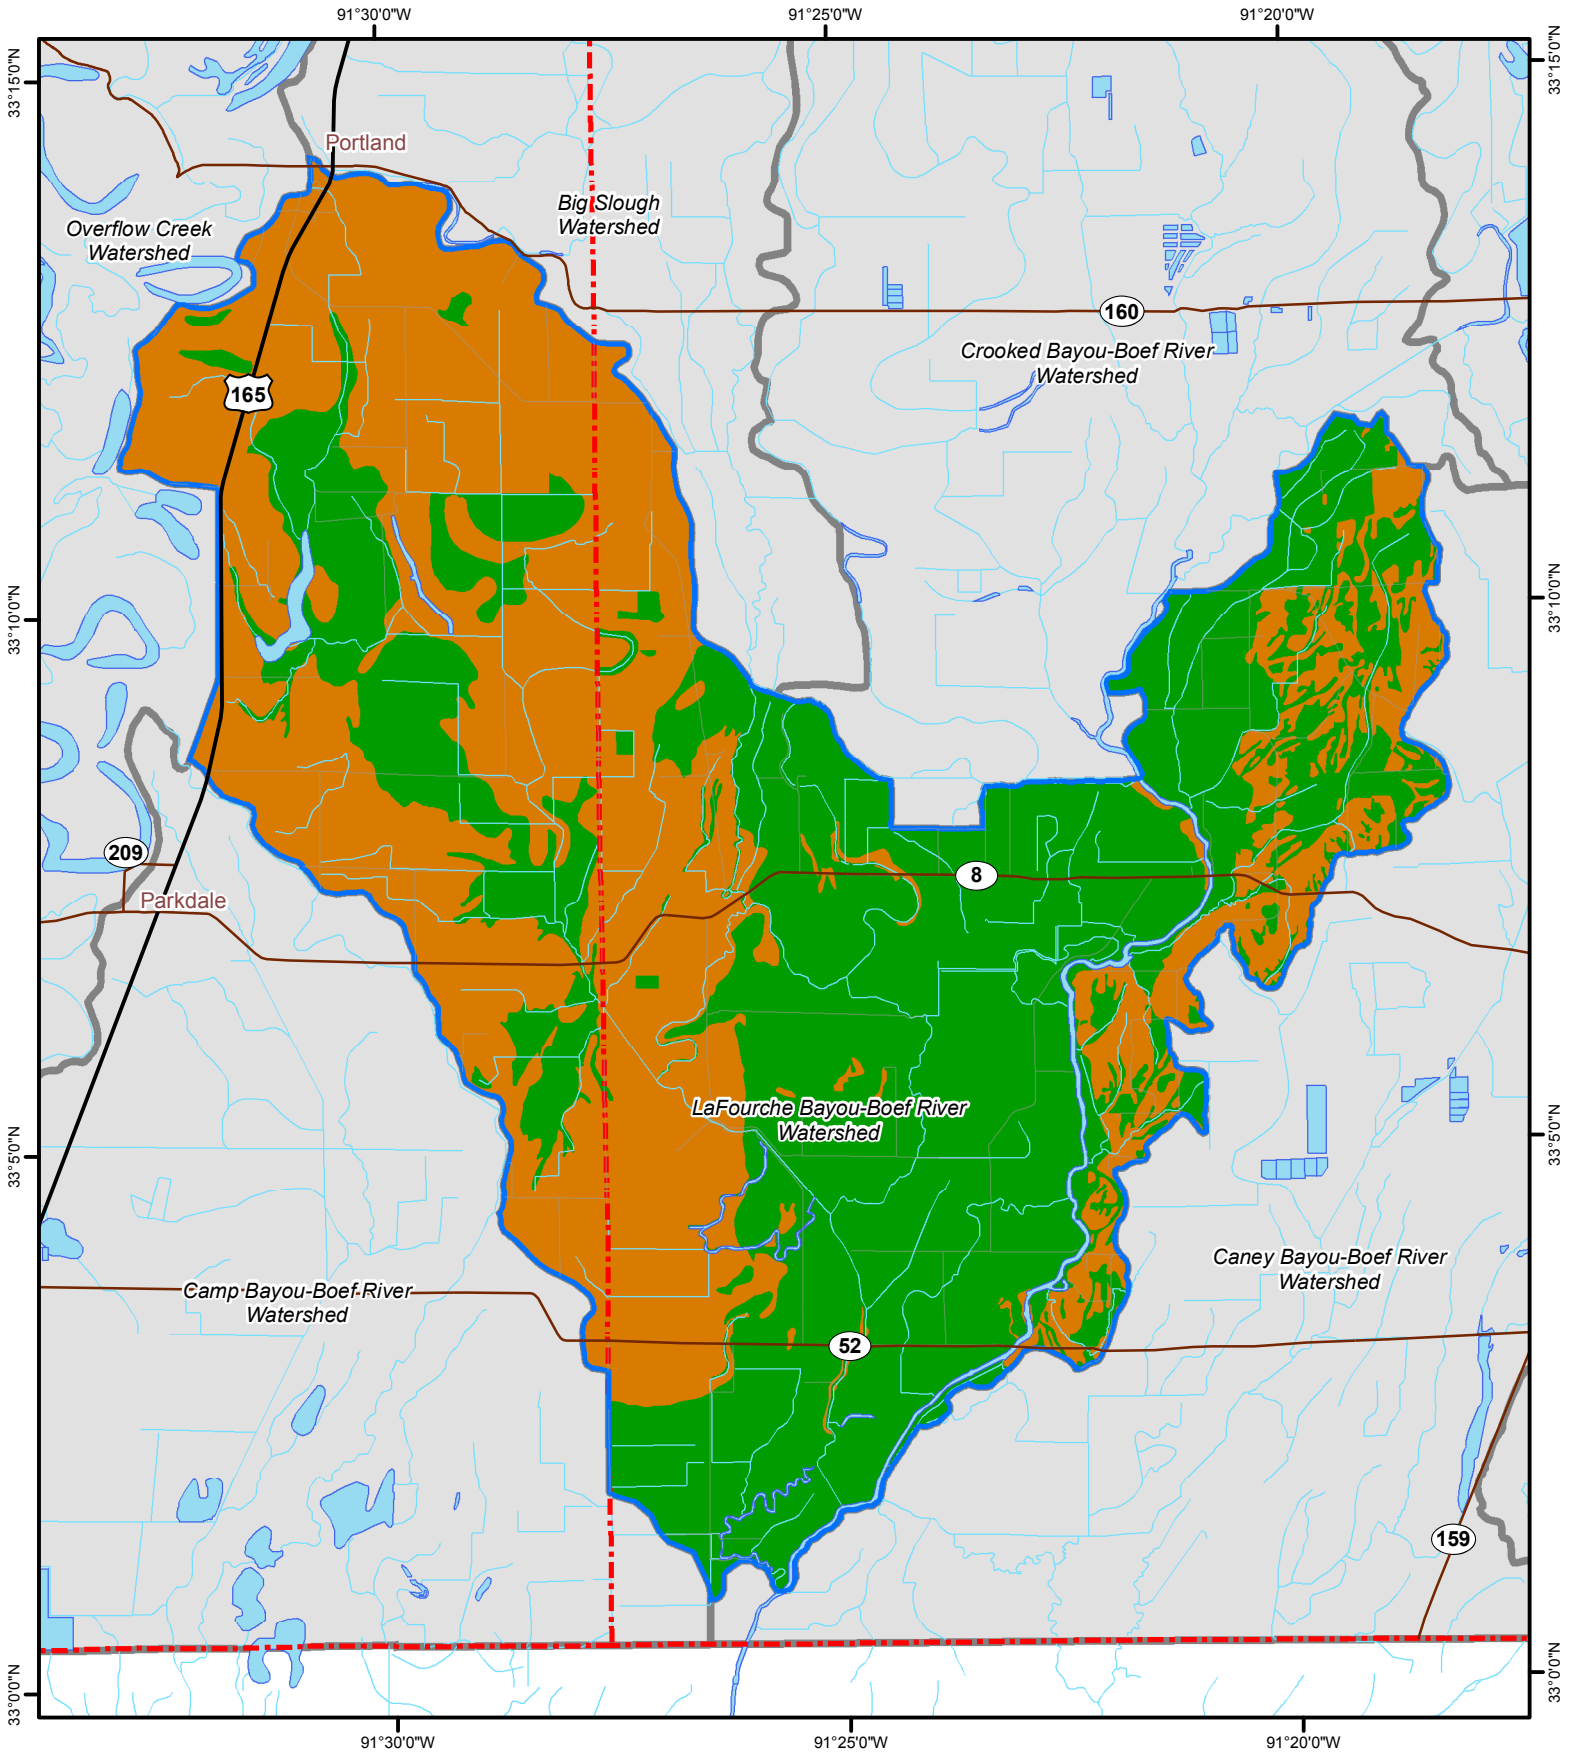 91°30'0"W
91°25'0"W
91°20'0"W
33°15'0"N
33°15'0"N
Portland
Big Slough
Watershed
Overflow Creek
Watershed
160
Crooked Bayou-Boef River
Watershed
165
33°10'0"N
33°10'0"N
209
8
Parkdale
LaFourche Bayou-Boef River
Watershed
33°5'0"N
33°5'0"N
Caney Bayou-Boef River
Watershed
Camp Bayou-Boef River
Watershed
52
159
33°0'0"N
33°0'0"N
91°30'0"W
91°25'0"W
91°20'0"W